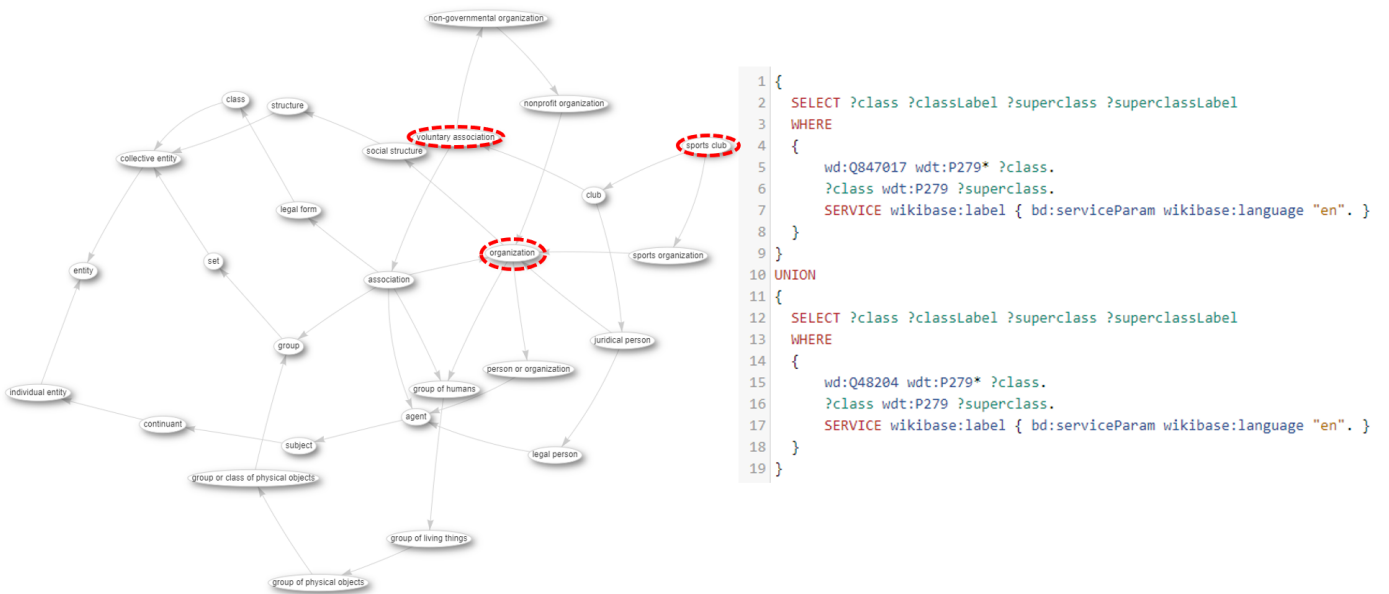 non-governmental organization
class
structure
nonprofit organization
voluntary association
social structure
sports club
collective entity
club
legal form
entity
set
organization
sports organization
association
group
juridical person
person or organization
individual entity
group of humans
continuant
agent
subject
legal person
group or class of physical objects
group of living things
group of physical objects
1 {
2 SELECT ?class ?classLabel ?superclass ?superclassLabel
3 WHERE
4 {
5 wd:Q847017 wdt:P279* ?class.
6 ?class wdt:P279 ?superclass.
7 SERVICE wikibase:label { bd:serviceParam wikibase:language "en". }
8 }
9 }
10 UNION
11 {
12 SELECT ?class ?classLabel ?superclass ?superclassLabel
13 WHERE
14 {
15 wd:Q48204 wdt:P279* ?class.
16 ?class wdt:P279 ?superclass.
17 SERVICE wikibase:label { bd:serviceParam wikibase:language "en". }
18 }
19 }